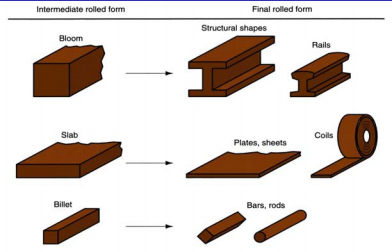 Intermediate rolled form
Final rolled form
Structural shapes
Bloom
Rails
Slab
Plates, sheets
Coils
Billet
Bars, rods